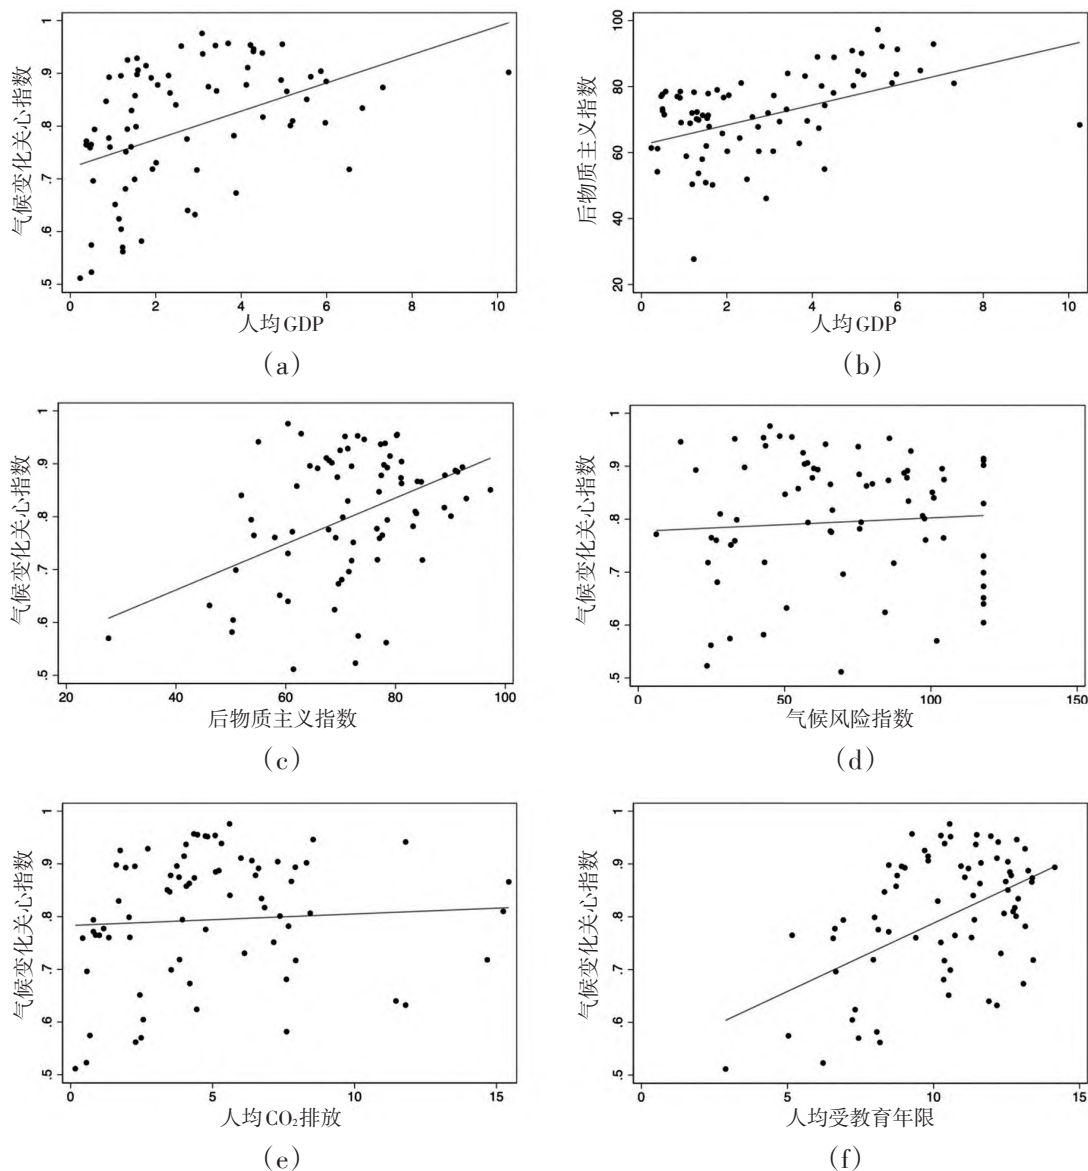 气候变化关心指数
1
.9
.8
.7
.6
.5
0 2 4 6 8 10
人均GDP
(a)
后物质主义指数
100
80
60
40
20
0 2 4 6 8 10
人均GDP
(b)
气候变化关心指数
1
.9
.8
.7
.6
.5
20 40 60 80 100
后物质主义指数
(c)
气候变化关心指数
1
.9
.8
.7
.6
.5
0 50 100 150
气候风险指数
(d)
气候变化关心指数
1
.9
.8
.7
.6
.5
0 5 10 15
人均CO₂排放
(e)
气候变化关心指数
1
.9
.8
.7
.6
.5
0 5 10 15
人均受教育年限
(f)